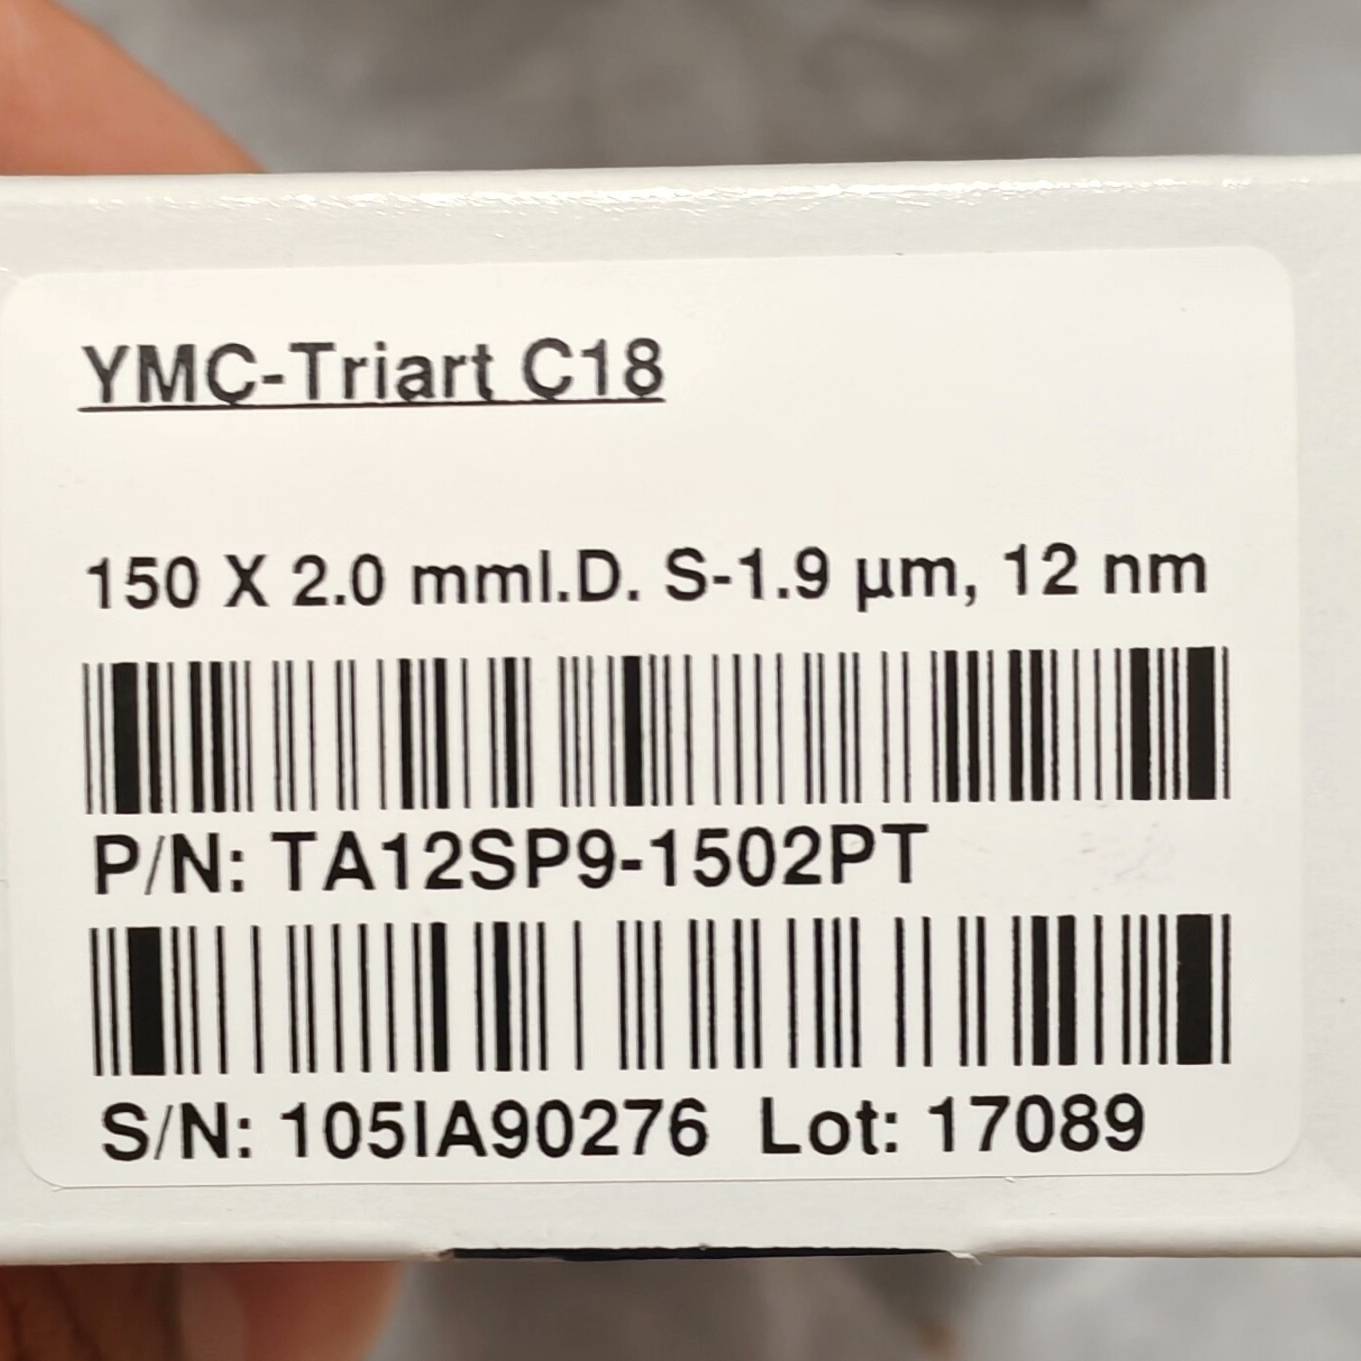 YMC-Triart C18
150 X 2.0 mmI.D. S-1.9 µm, 12 nm
P/N: TA12SP9-1502PT
S/N: 105IA90276 Lot: 17089